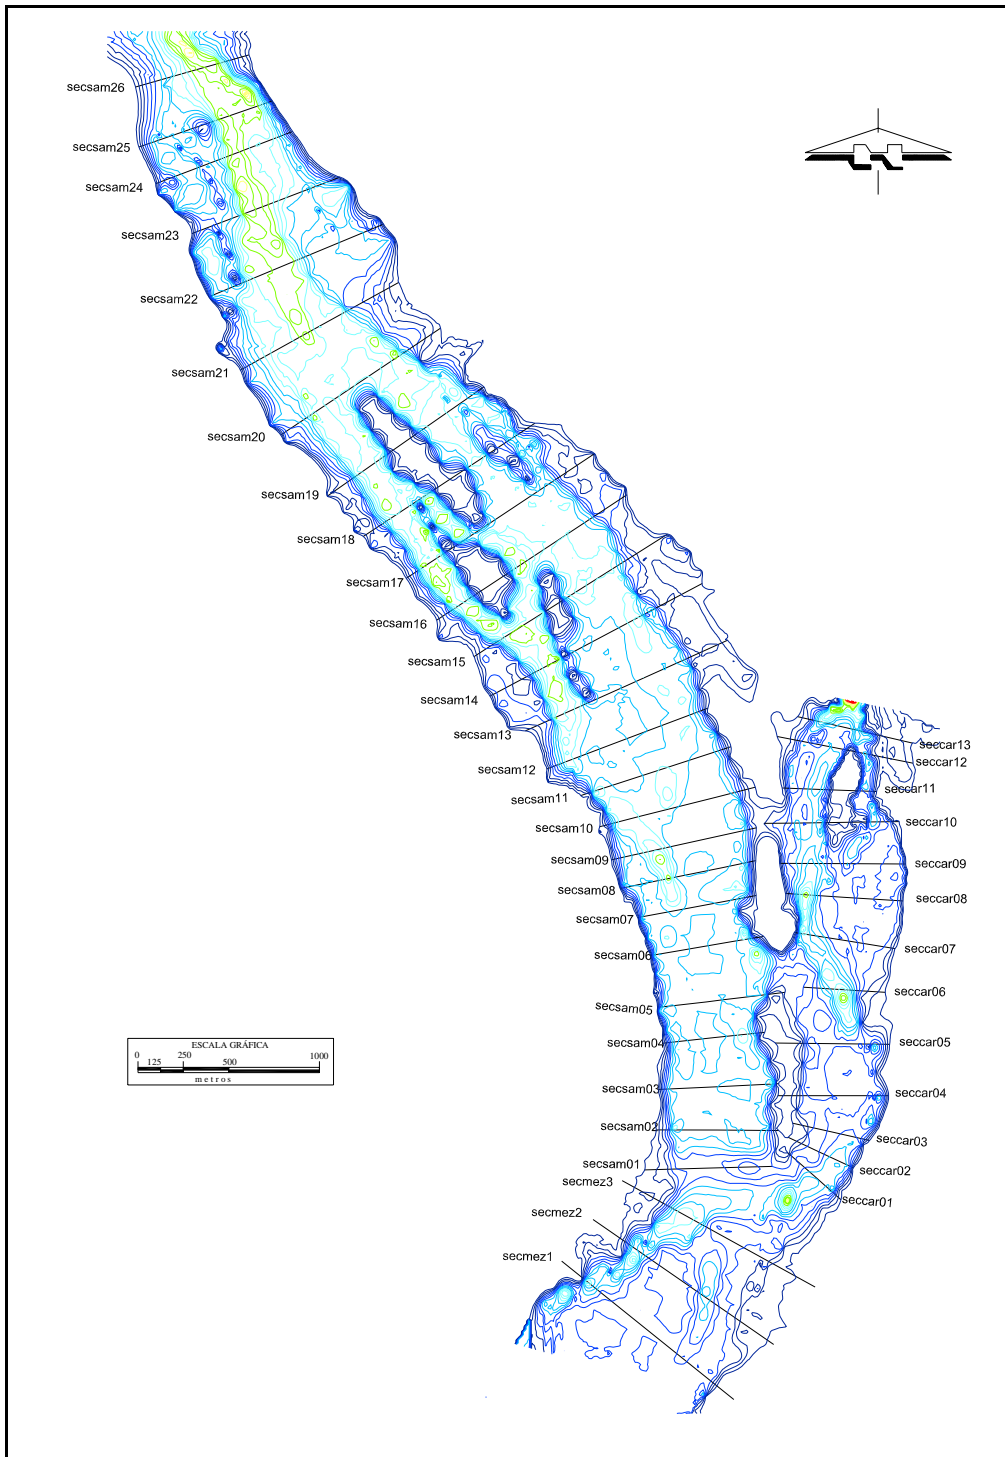 secsam26
secsam25
secsam24
secsam23
secsam22
secsam21
secsam20
secsam19
secsam18
secsam17
secsam16
secsam15
secsam14
secsam13
secsam12
secsam11
secsam10
secsam09
secsam08
secsam07
secsam06
secsam05
secsam04
secsam03
secsam02
secsam01
secmez3
secmez2
secmez1
seccar13
seccar12
seccar11
seccar10
seccar09
seccar08
seccar07
seccar06
seccar05
seccar04
seccar03
seccar02
seccar01
ESCALA GRÁFICA
0 125 250 500 1000
metros